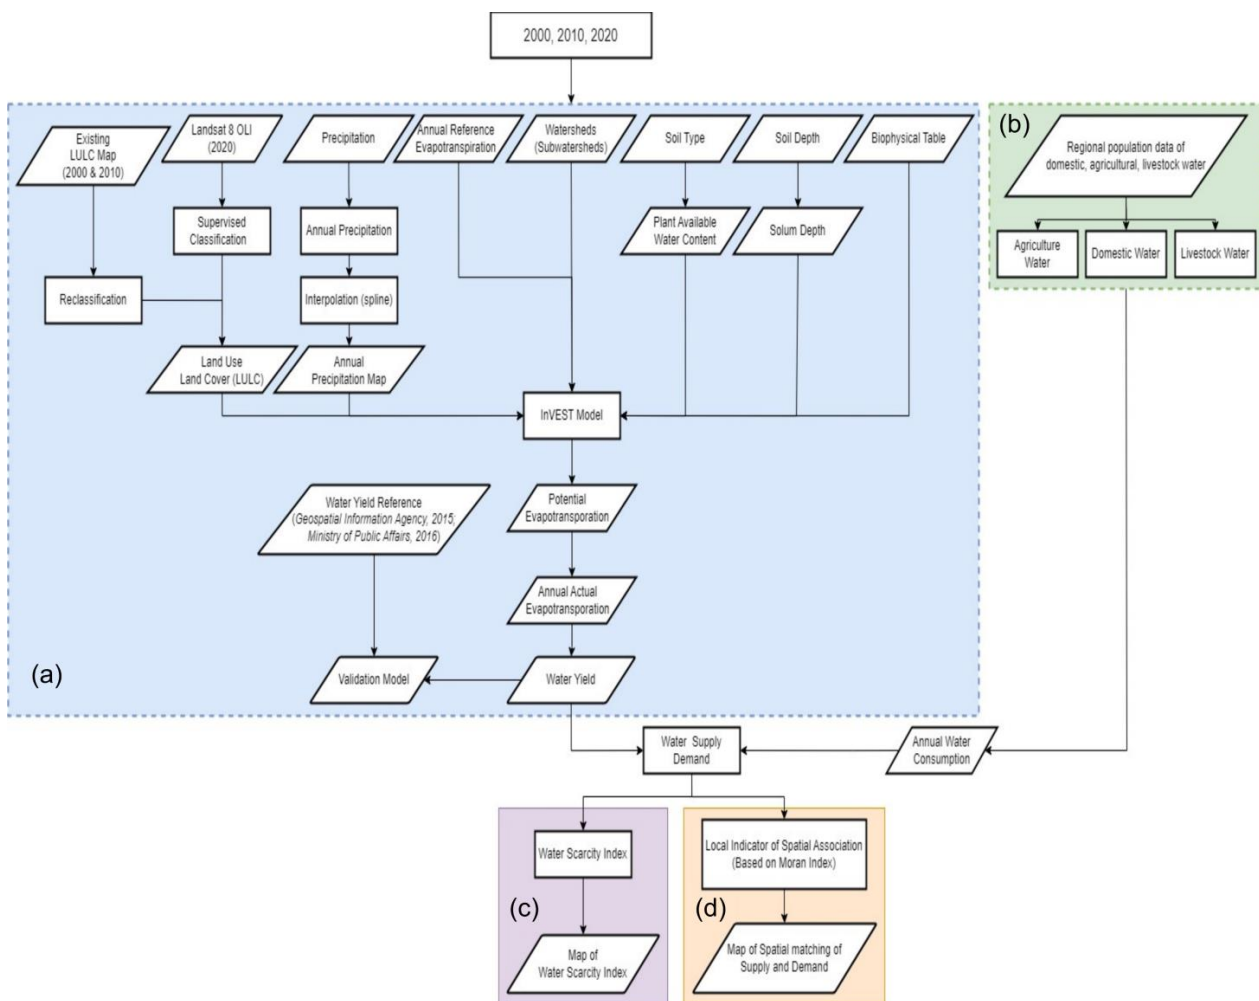 2000, 2010, 2020
Existing
LULC Map
(2000 & 2010)
Landsat 8 OLI
(2020)
Precipitation
Annual Reference
Evapotranspiration
Watersheds
(Subwatersheds)
Soil Type
Soil Depth
Biophysical Table
(b)
Regional population data of
domestic, agricultural, livestock water
Supervised
Classification
Annual Precipitation
Plant Available
Water Content
Solum Depth
Agriculture
Water
Domestic Water
Livestock Water
Reclassification
Interpolation (spline)
Land Use
Land Cover (LULC)
Annual
Precipitation Map
InVEST Model
Water Yield Reference
(Geospatial Information Agency, 2015;
Ministry of Public Affairs, 2016)
Potential
Evapotransporation
Annual Actual
Evapotransporation
(a)
Validation Model
Water Yield
Water Supply
Demand
Annual Water
Consumption
Water Scarcity Index
Local Indicator of Spatial Association
(Based on Moran Index)
(c)
(d)
Map of
Water Scarcity Index
Map of Spatial matching of
Supply and Demand